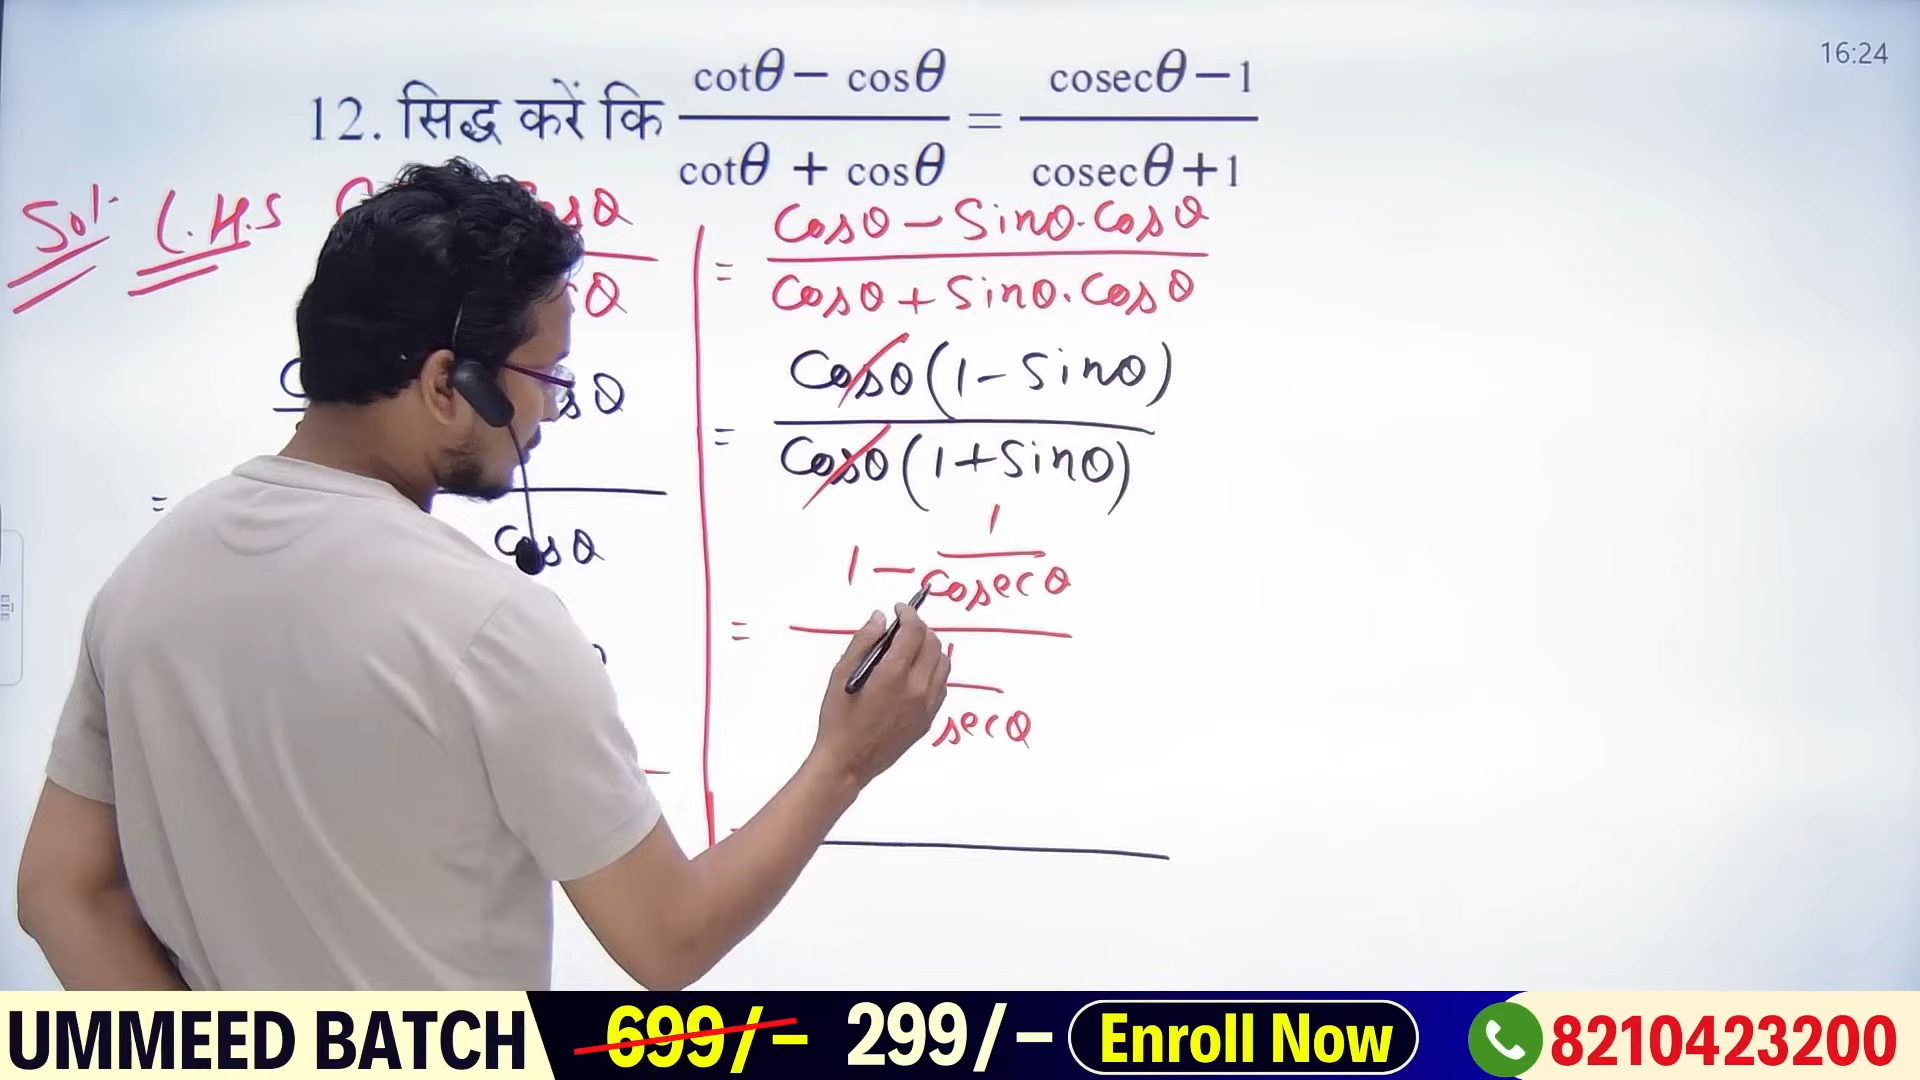 16:24
12. सिद्ध करें कि cotθ − cosθ / cotθ + cosθ = cosecθ − 1 / cosecθ + 1
Sol. L.H.S
= Cosθ − Sinθ.Cosθ / Cosθ + Sinθ.Cosθ
= Cosθ (1 − Sinθ) / Cosθ (1 + Sinθ)
=
Cosθ
= 1 − 1 / Cosecθ
UMMEED BATCH 699/− 299/− Enroll Now 8210423200